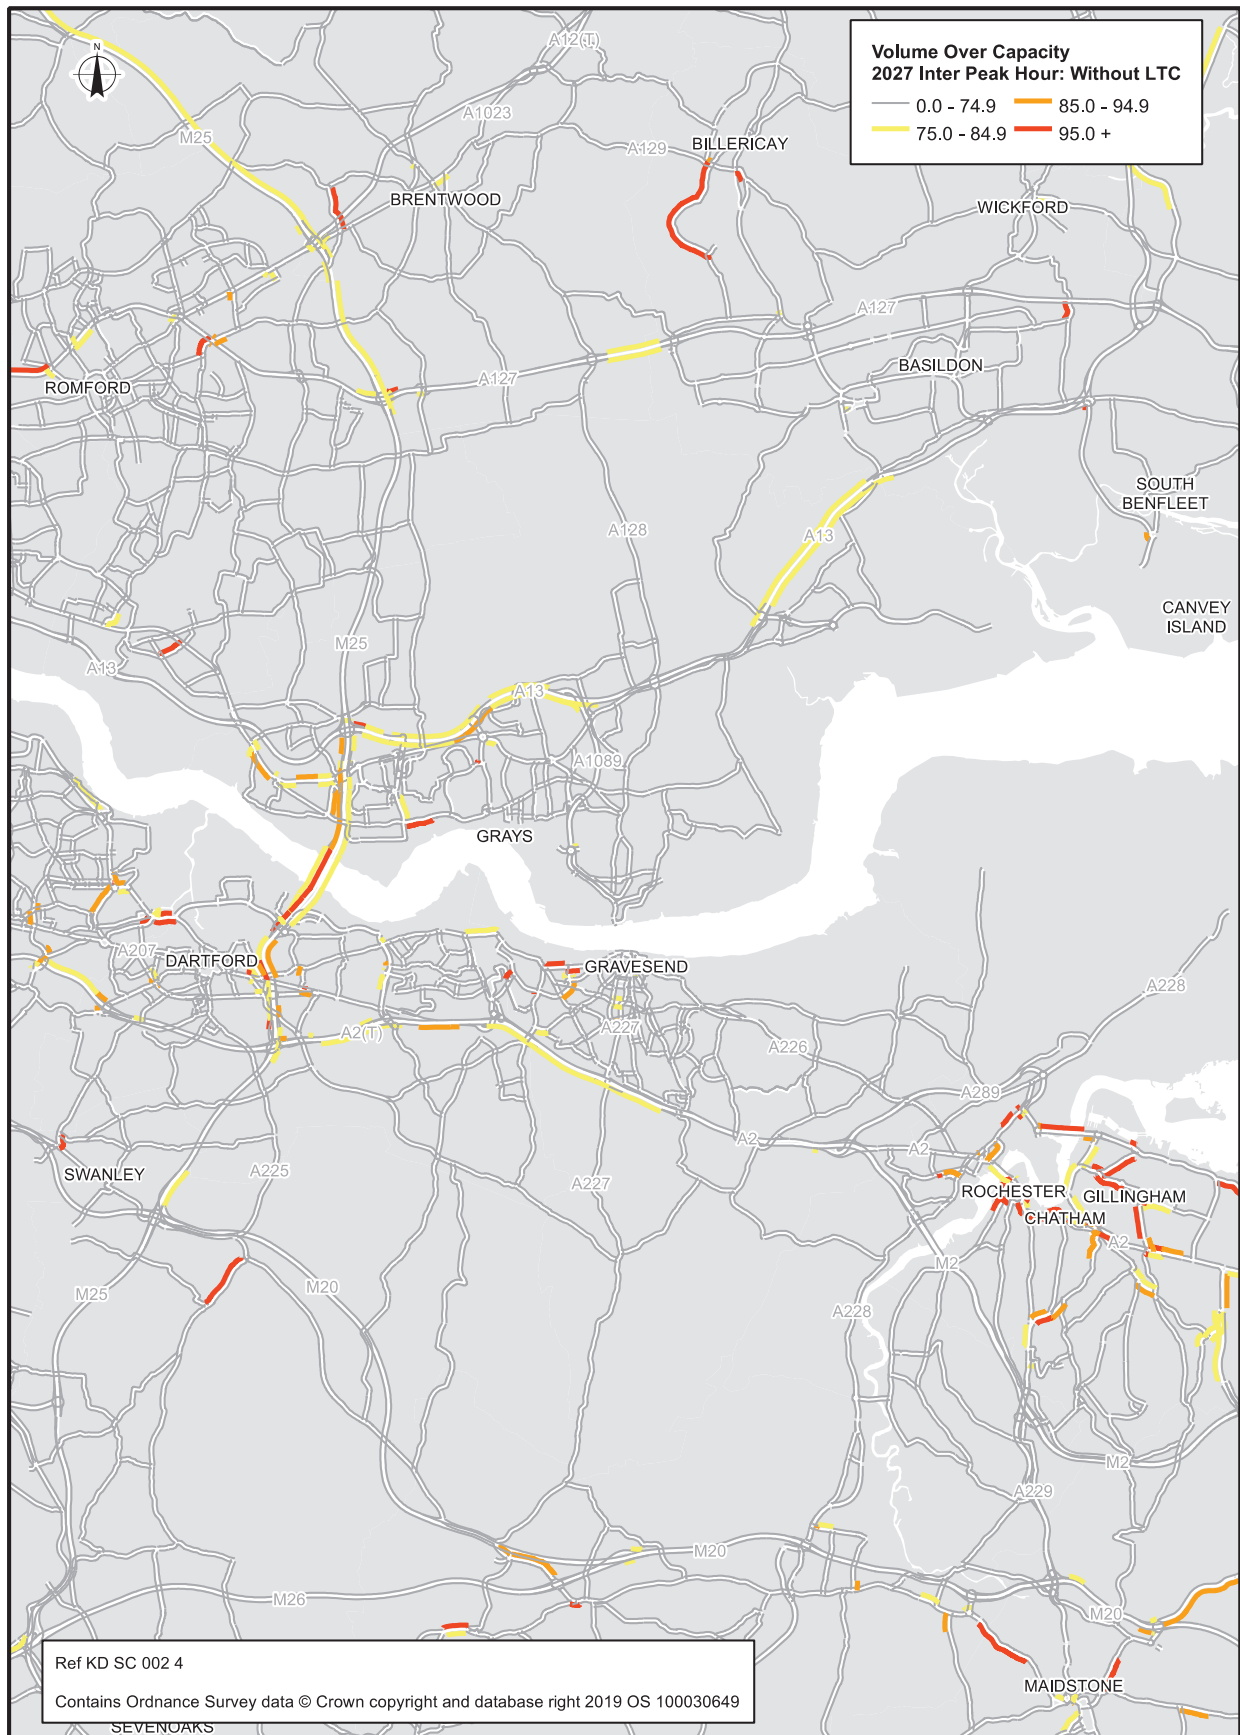 Volume Over Capacity
2027 Inter Peak Hour: Without LTC
0.0 - 74.9
85.0 - 94.9
75.0 - 84.9
95.0 +
N
A12(T)
A1023
M25
A129
BILLERICAY
BRENTWOOD
WICKFORD
A127
BASILDON
A127
ROMFORD
SOUTH
BENFLEET
A128
A13
CANVEY
ISLAND
M25
A13
A13
A1089
GRAYS
A207
DARTFORD
GRAVESEND
A228
A2(T)
A227
A226
A289
A2
A2
SWANLEY
A225
A227
ROCHESTER
GILLINGHAM
CHATHAM
A2
M2
M20
M25
A228
M2
A229
M20
M26
M20
MAIDSTONE
Ref KD SC 002 4
Contains Ordnance Survey data © Crown copyright and database right 2019 OS 100030649
SEVENOAKS